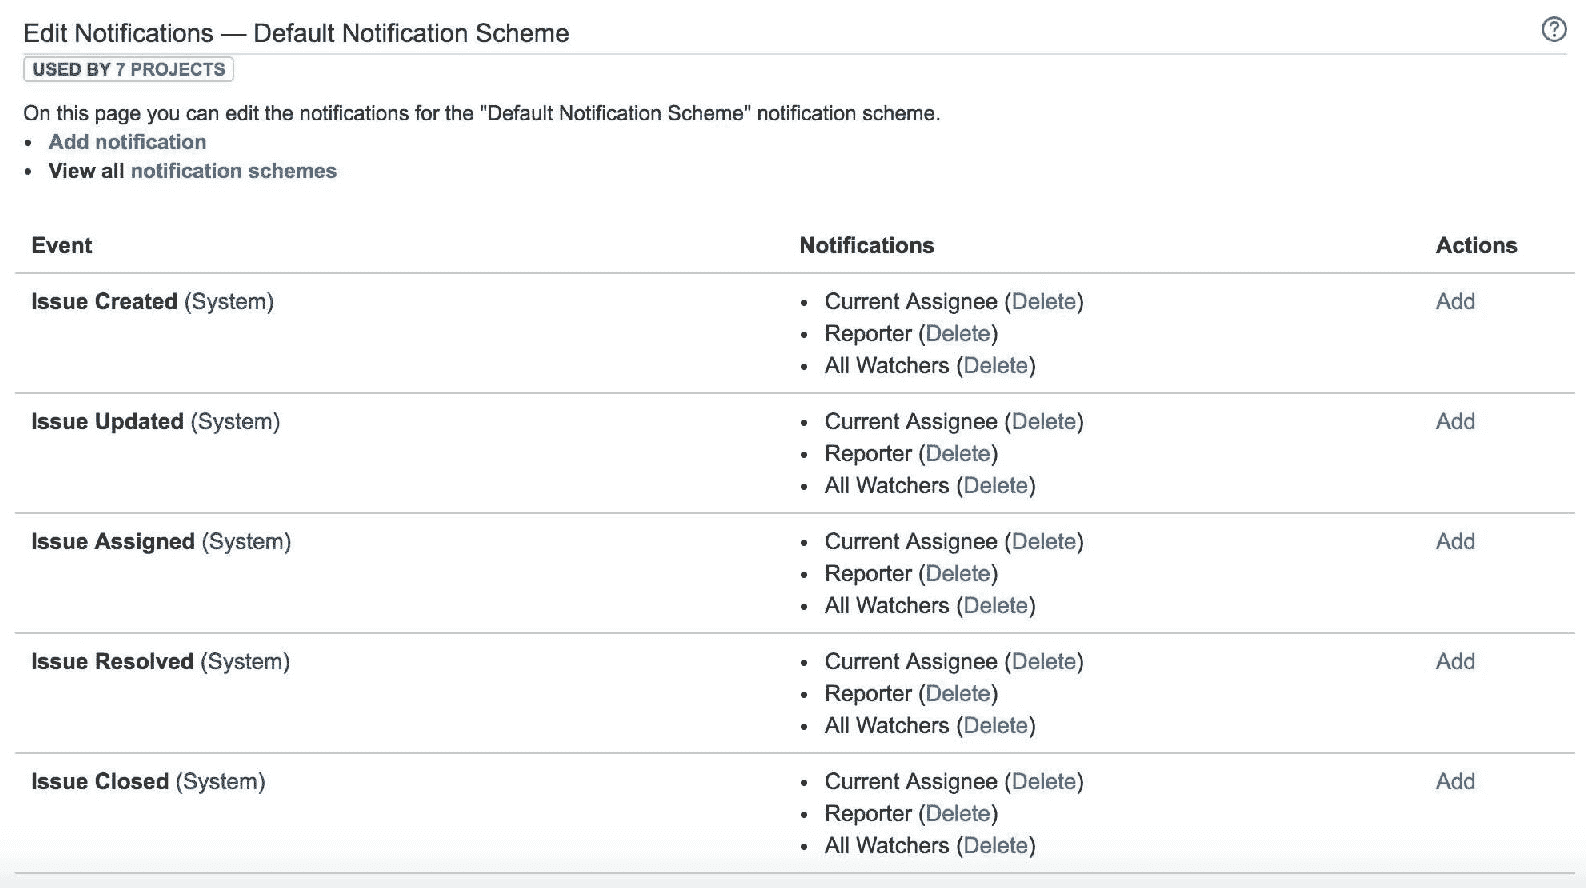 Edit Notifications — Default Notification Scheme
USED BY 7 PROJECTS
On this page you can edit the notifications for the "Default Notification Scheme" notification scheme.
• Add notification
• View all notification schemes
Event Notifications Actions
Issue Created (System) • Current Assignee (Delete) Add
• Reporter (Delete)
• All Watchers (Delete)
Issue Updated (System) • Current Assignee (Delete) Add
• Reporter (Delete)
• All Watchers (Delete)
Issue Assigned (System) • Current Assignee (Delete) Add
• Reporter (Delete)
• All Watchers (Delete)
Issue Resolved (System) • Current Assignee (Delete) Add
• Reporter (Delete)
• All Watchers (Delete)
Issue Closed (System) • Current Assignee (Delete) Add
• Reporter (Delete)
• All Watchers (Delete)